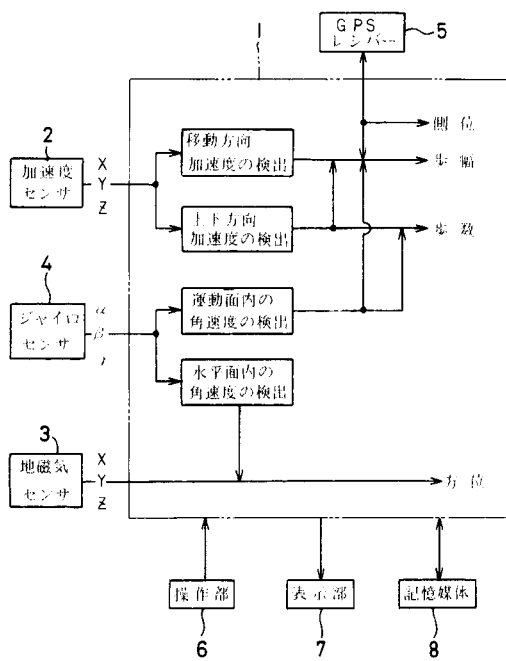 GPS
レシバー
5
1
測位
2
加速度
センサ
X
Y
Z
移動方向
加速度の検出
歩幅
上下方向
加速度の検出
歩数
4
ジャイロ
センサ
α
β
運動面内の
角速度の検出
水平面内の
角速度の検出
3
地磁気
センサ
X
Y
Z
方位
操作部
表示部
記憶媒体
6
7
8